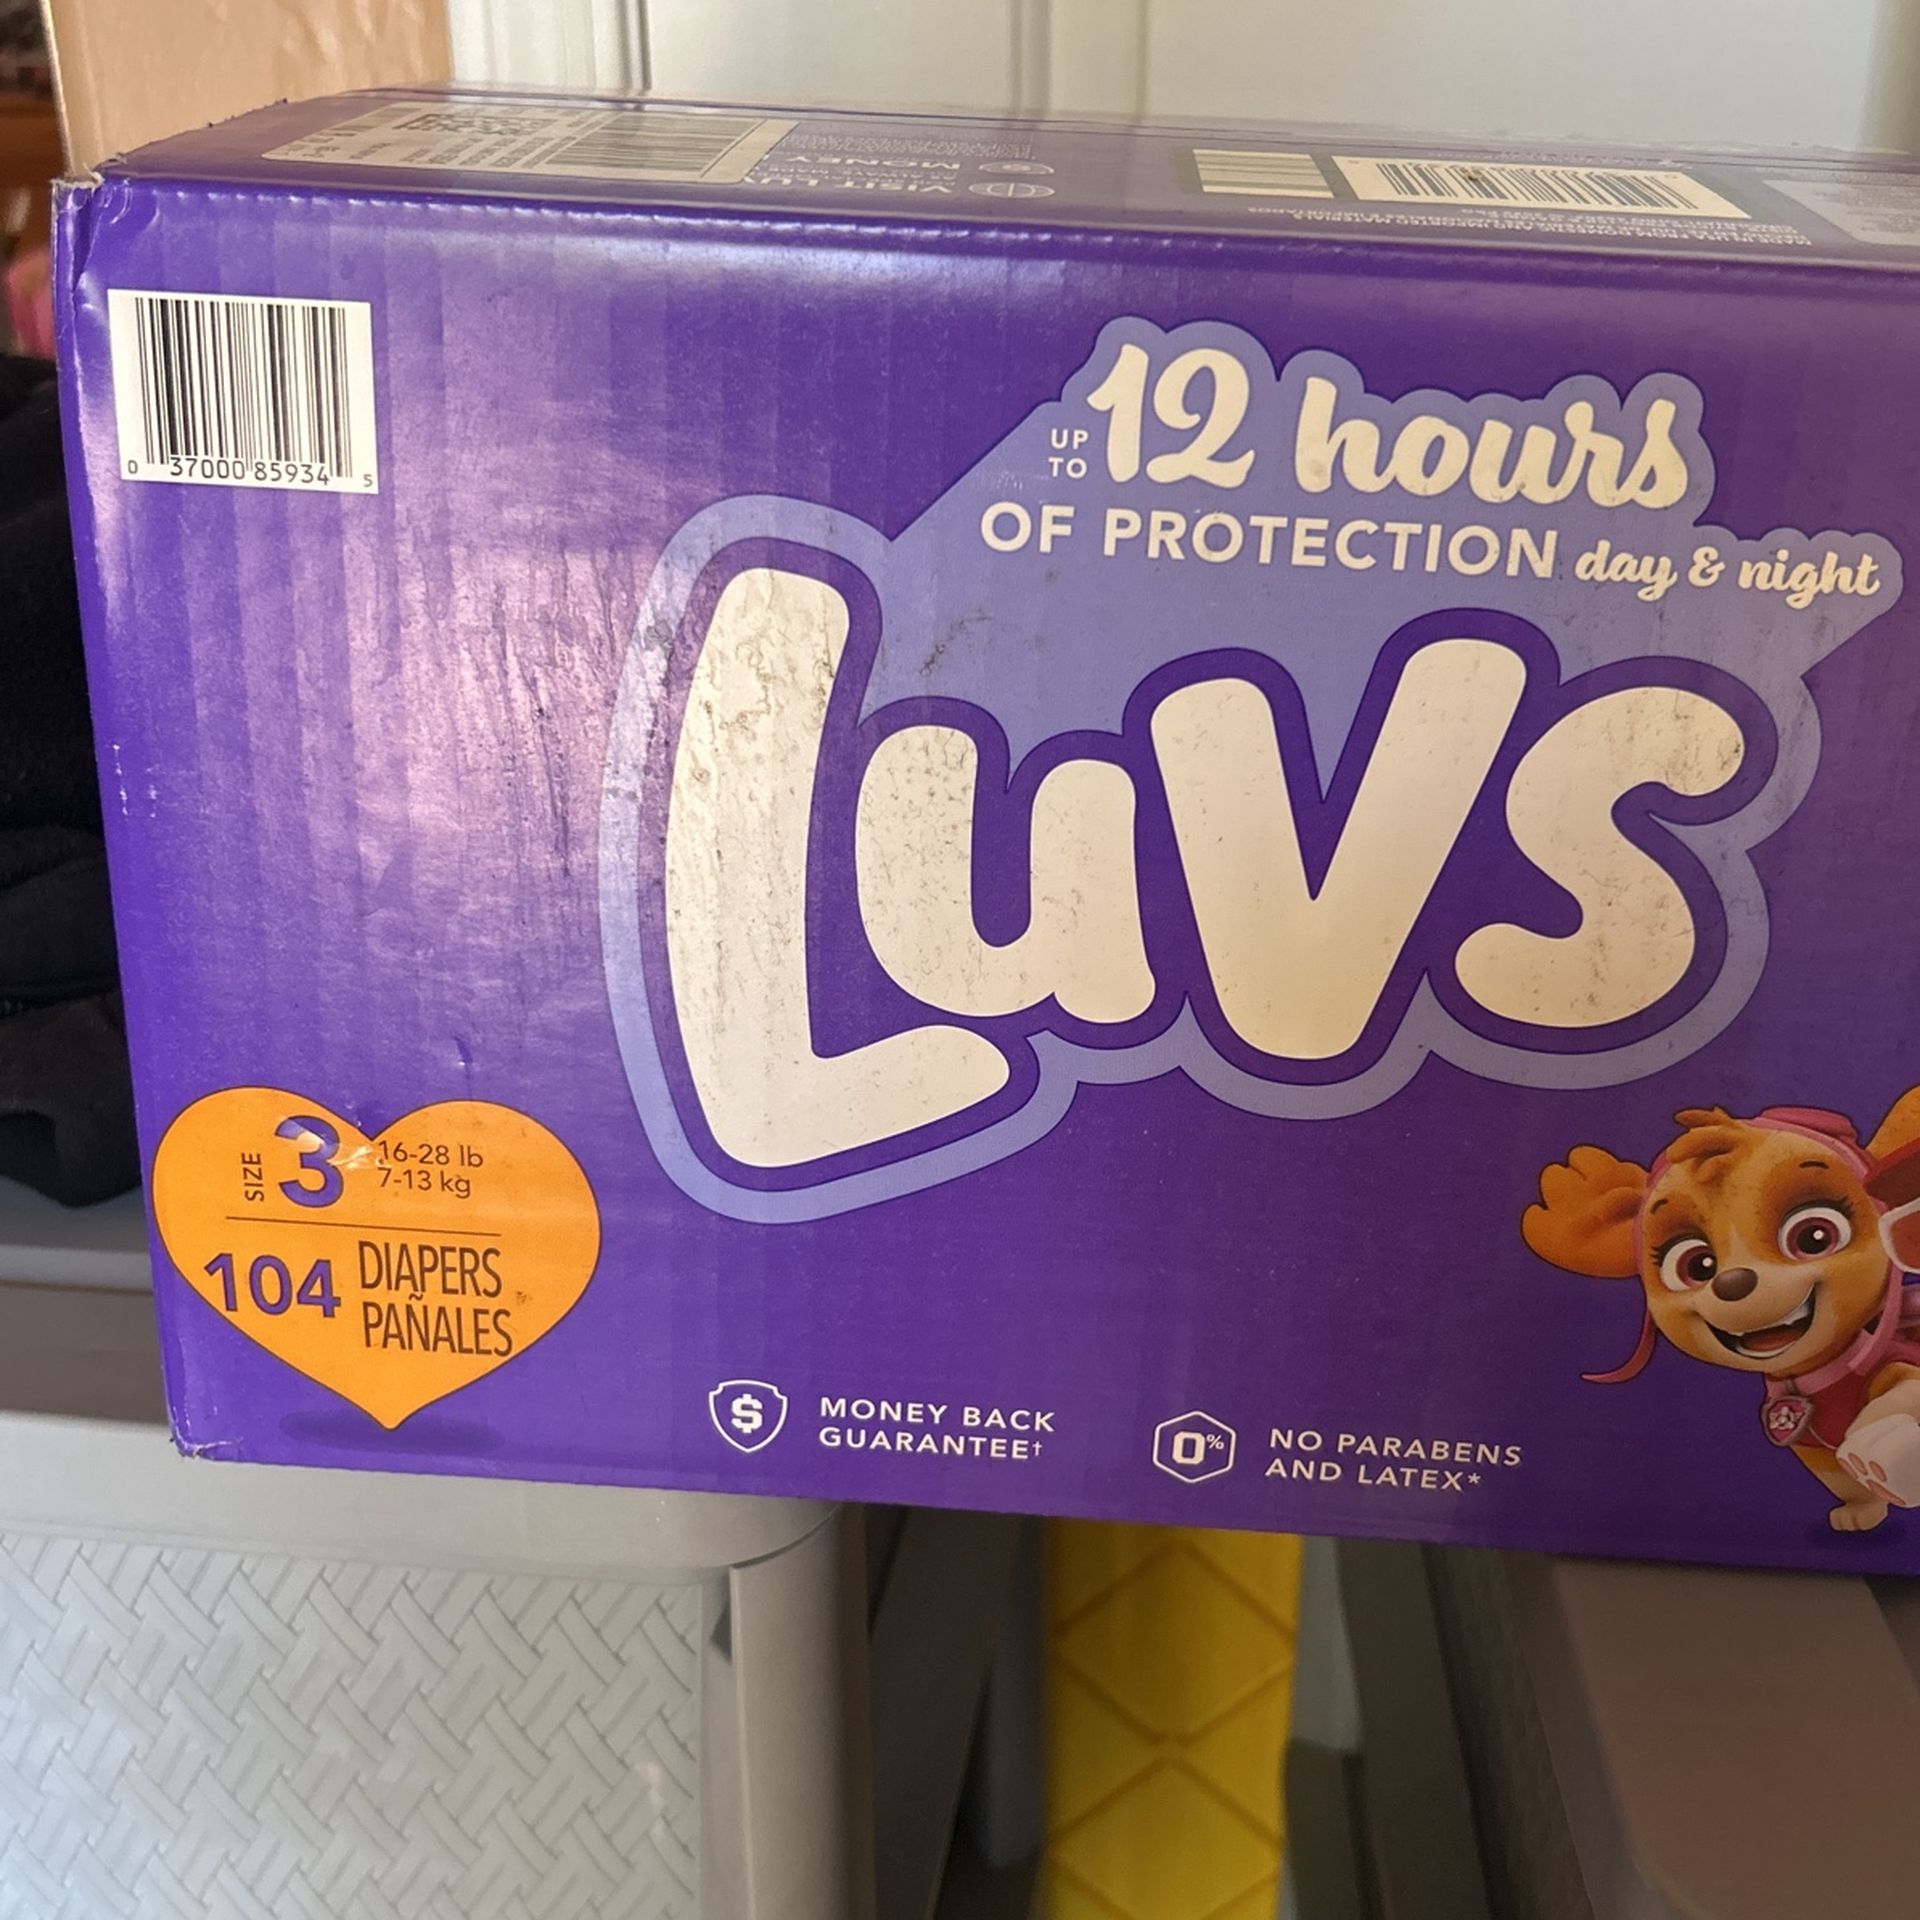 0 37000 85934 5
UP TO 12 hours
OF PROTECTION day & night
Luvs
SIZE 3 16-28 lb
7-13 kg
104 DIAPERS
PAÑALES
$ MONEY BACK
GUARANTEE†
0% NO PARABENS
AND LATEX*